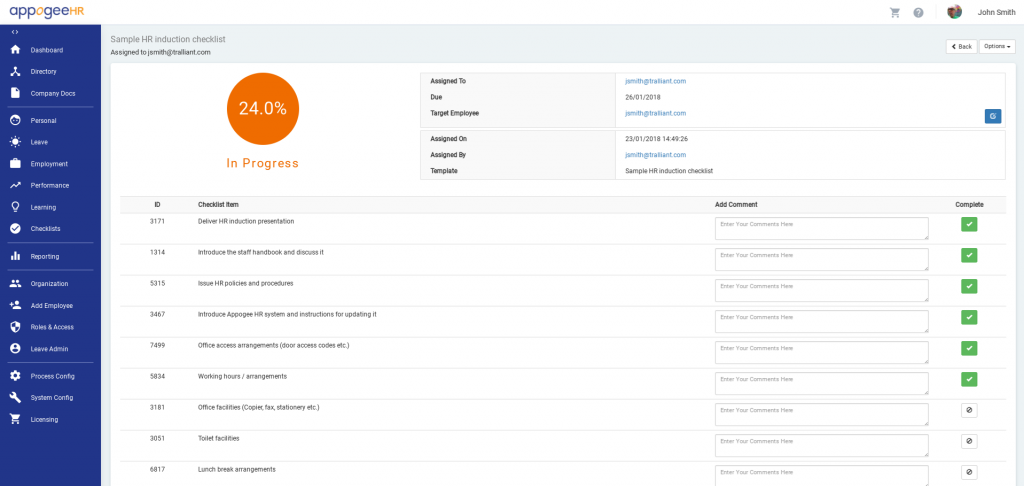 appogeeHR
John Smith
Dashboard
Directory
Company Docs
Personal
Leave
Employment
Performance
Learning
Checklists
Reporting
Organization
Add Employee
Roles & Access
Leave Admin
Process Config
System Config
Licensing
Sample HR induction checklist
Assigned to jsmith@tralliant.com
Back Options
24.0%
In Progress
Assigned To jsmith@tralliant.com
Due 26/01/2018
Target Employee jsmith@tralliant.com
Assigned On 23/01/2018 14:49:26
Assigned By jsmith@tralliant.com
Template Sample HR induction checklist
ID Checklist Item Add Comment Complete
3171 Deliver HR induction presentation Enter Your Comments Here
1314 Introduce the staff handbook and discuss it Enter Your Comments Here
5315 Issue HR policies and procedures Enter Your Comments Here
3467 Introduce Appogee HR system and instructions for updating it Enter Your Comments Here
7499 Office access arrangements (door access codes etc.) Enter Your Comments Here
5834 Working hours / arrangements Enter Your Comments Here
3181 Office facilities (Copier, fax, stationery etc.) Enter Your Comments Here
3051 Toilet facilities Enter Your Comments Here
6817 Lunch break arrangements Enter Your Comments Here